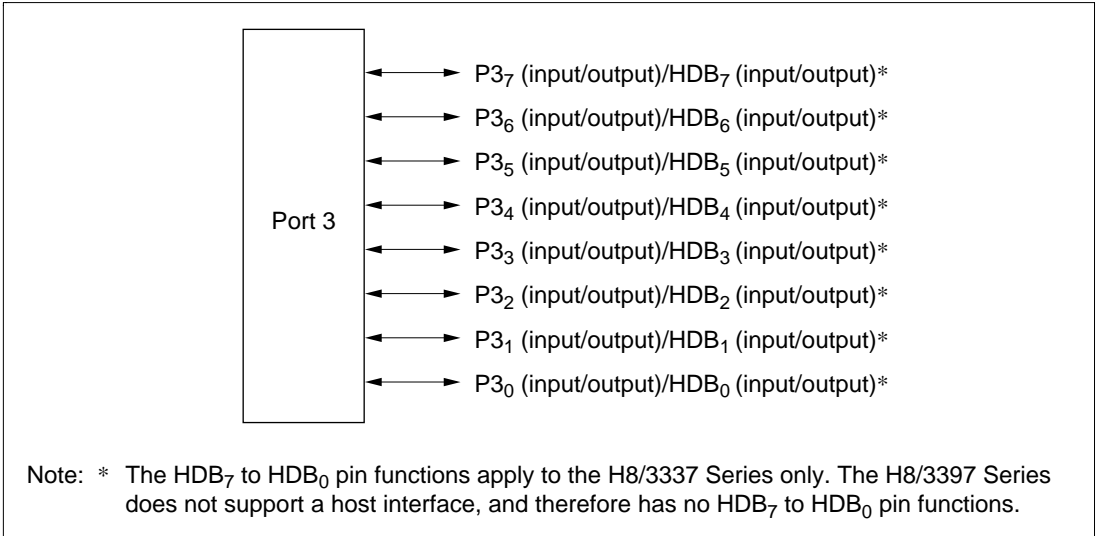 P3₇ (input/output)/HDB₇ (input/output)*
P3₆ (input/output)/HDB₆ (input/output)*
P3₅ (input/output)/HDB₅ (input/output)*
P3₄ (input/output)/HDB₄ (input/output)*
Port 3
P3₃ (input/output)/HDB₃ (input/output)*
P3₂ (input/output)/HDB₂ (input/output)*
P3₁ (input/output)/HDB₁ (input/output)*
P3₀ (input/output)/HDB₀ (input/output)*
Note: * The HDB₇ to HDB₀ pin functions apply to the H8/3337 Series only. The H8/3397 Series
does not support a host interface, and therefore has no HDB₇ to HDB₀ pin functions.